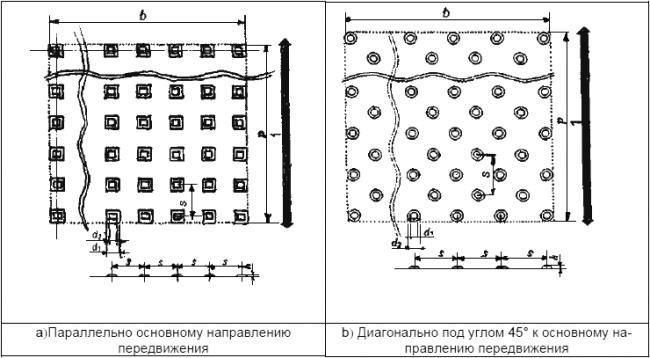 b
d
1
s
d₂
d₁
s
s
s
s
a)Параллельно основному направлению
передвижения
b
d
1
s
d₁
d₂
s
s
s
b) Диагонально под углом 45° к основному на-
правлению передвижения